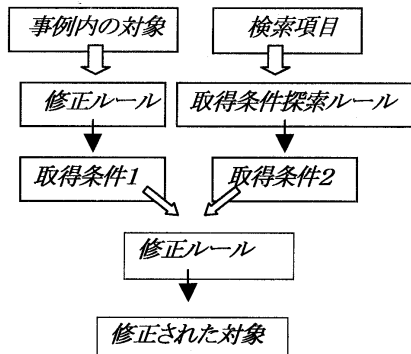 事例内の対象
検索項目
修正ルール
取得条件探索ルール
取得条件1
取得条件2
修正ルール
修正された対象